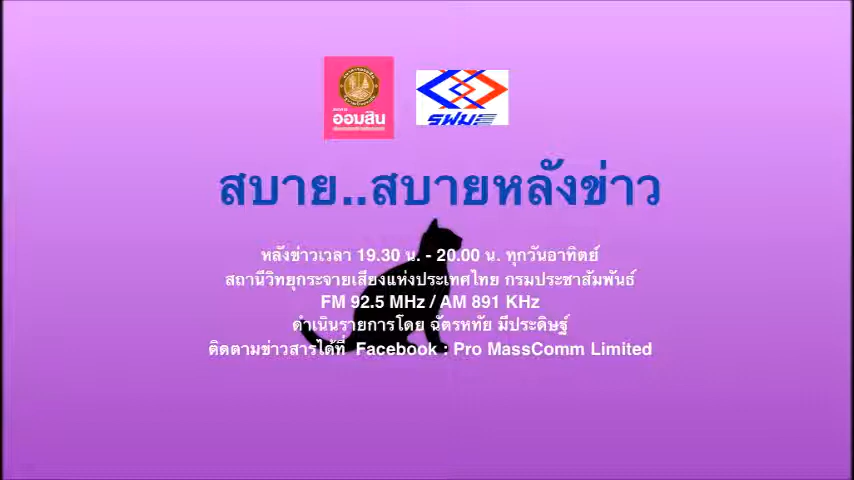 ออมสิน
รฟม
สบาย..สบายหลังข่าว
หลังข่าวเวลา 19.30 น. - 20.00 น. ทุกวันอาทิตย์
สถานีวิทยุกระจายเสียงแห่งประเทศไทย กรมประชาสัมพันธ์
FM 92.5 MHz / AM 891 KHz
ดำเนินรายการโดย ฉัตรหทัย มีประดิษฐ์
ติดตามข่าวสารได้ที่ Facebook : Pro MassComm Limited